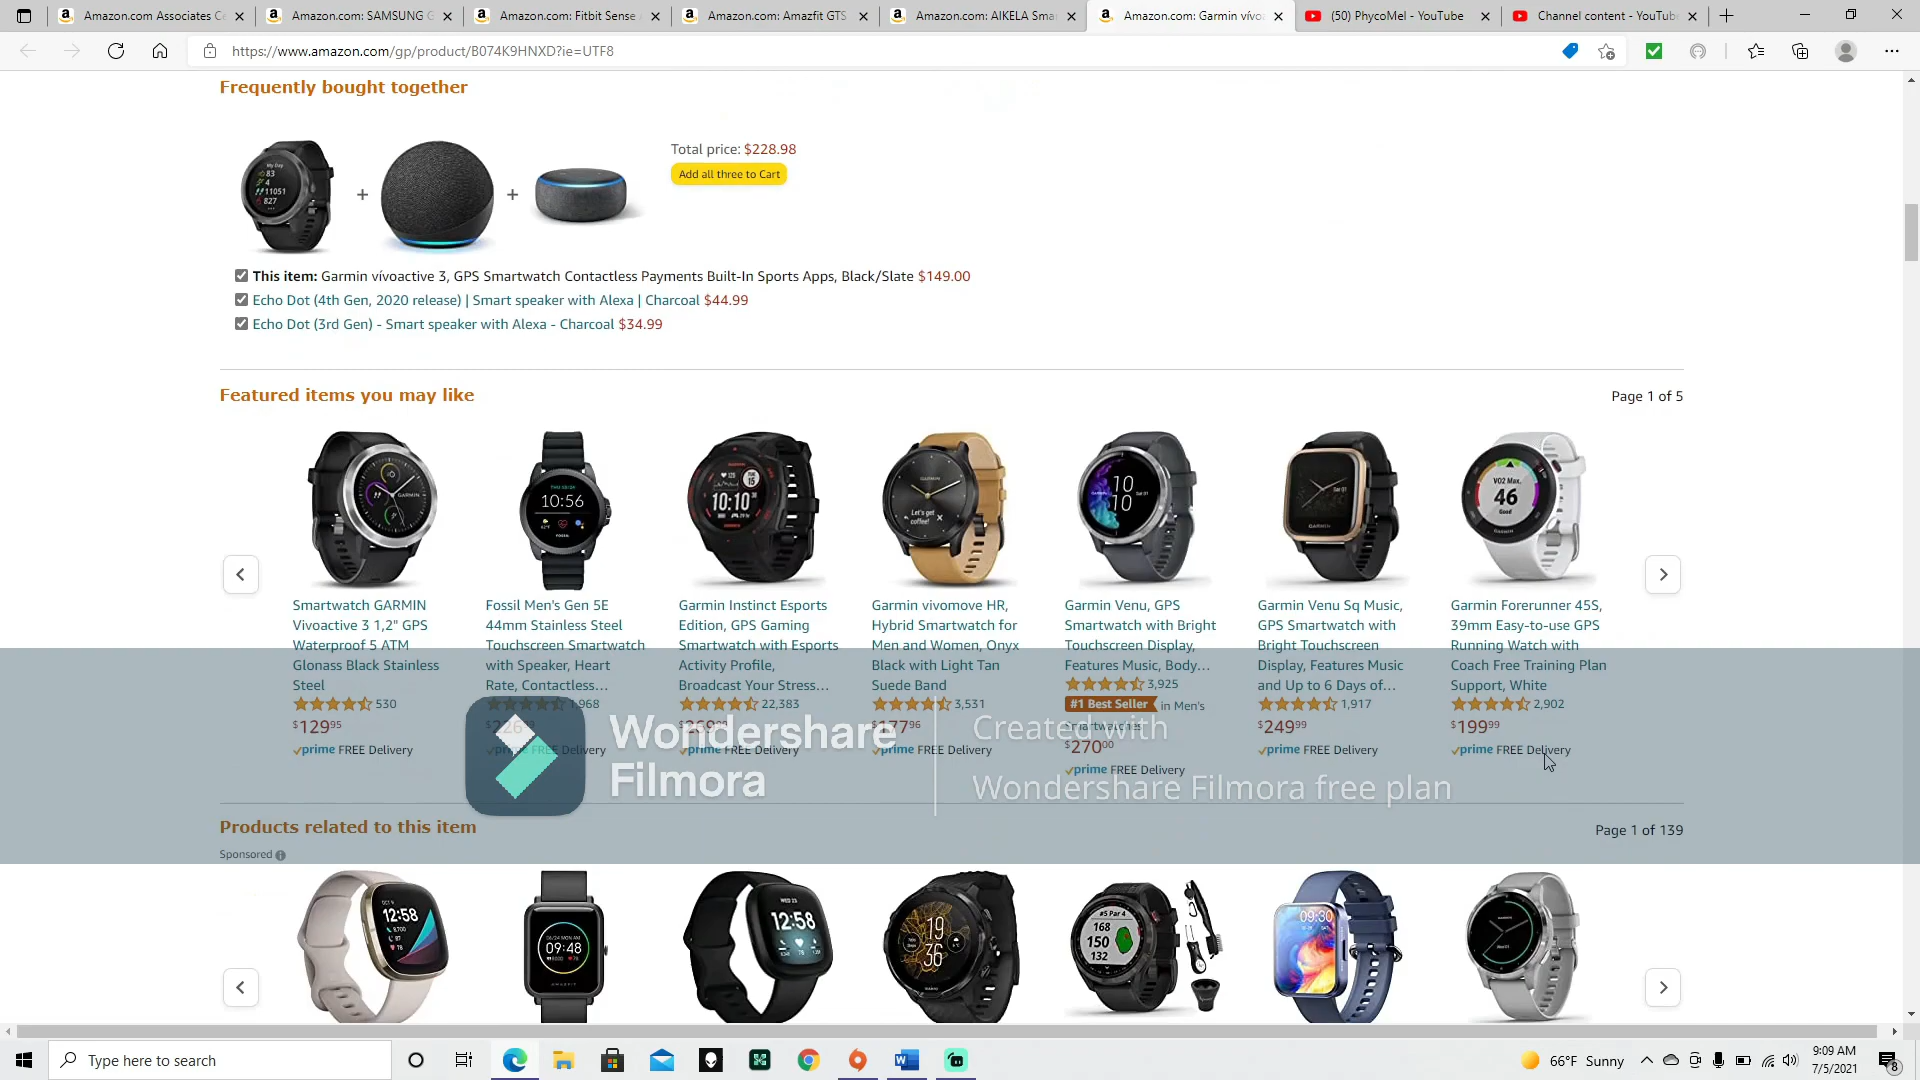 Amazon.com Associates Ce
Amazon.com: SAMSUNG G
Amazon.com: Fitbit Sense A
Amazon.com: Amazfit GTS
Amazon.com: AIKELA Smar
Amazon.com: Garmin vívo
(50) PhycoMel - YouTube
Channel content - YouTub
https://www.amazon.com/gp/product/B074K9HNXD?ie=UTF8
Frequently bought together
Total price: $228.98
Add all three to Cart
This item: Garmin vívoactive 3, GPS Smartwatch Contactless Payments Built-In Sports Apps, Black/Slate $149.00
Echo Dot (4th Gen, 2020 release) | Smart speaker with Alexa | Charcoal $44.99
Echo Dot (3rd Gen) - Smart speaker with Alexa - Charcoal $34.99
Featured items you may like
Page 1 of 5
Smartwatch GARMIN
Vivoactive 3 1,2" GPS
Waterproof 5 ATM
Glonass Black Stainless
Steel
530
$129.95
prime FREE Delivery
Fossil Men's Gen 5E
44mm Stainless Steel
Touchscreen Smartwatch
with Speaker, Heart
Rate, Contactless...
1,968
prime FREE Delivery
Garmin Instinct Esports
Edition, GPS Gaming
Smartwatch with Esports
Activity Profile,
Broadcast Your Stress...
22,383
$269.99
prime FREE Delivery
Garmin vivomove HR,
Hybrid Smartwatch for
Men and Women, Onyx
Black with Light Tan
Suede Band
3,531
$177.96
prime FREE Delivery
Garmin Venu, GPS
Smartwatch with Bright
Touchscreen Display,
Features Music, Body...
3,925
#1 Best Seller in Men's
Smartwatches
$270.00
prime FREE Delivery
Garmin Venu Sq Music,
GPS Smartwatch with
Bright Touchscreen
Display, Features Music
and Up to 6 Days of...
1,917
$249.99
prime FREE Delivery
Garmin Forerunner 45S,
39mm Easy-to-use GPS
Running Watch with
Coach Free Training Plan
Support, White
2,902
$199.99
prime FREE Delivery
Wondershare
Filmora
Created with
Wondershare Filmora free plan
Products related to this item
Page 1 of 139
Sponsored
Type here to search
66°F Sunny
9:09 AM
7/5/2021
8